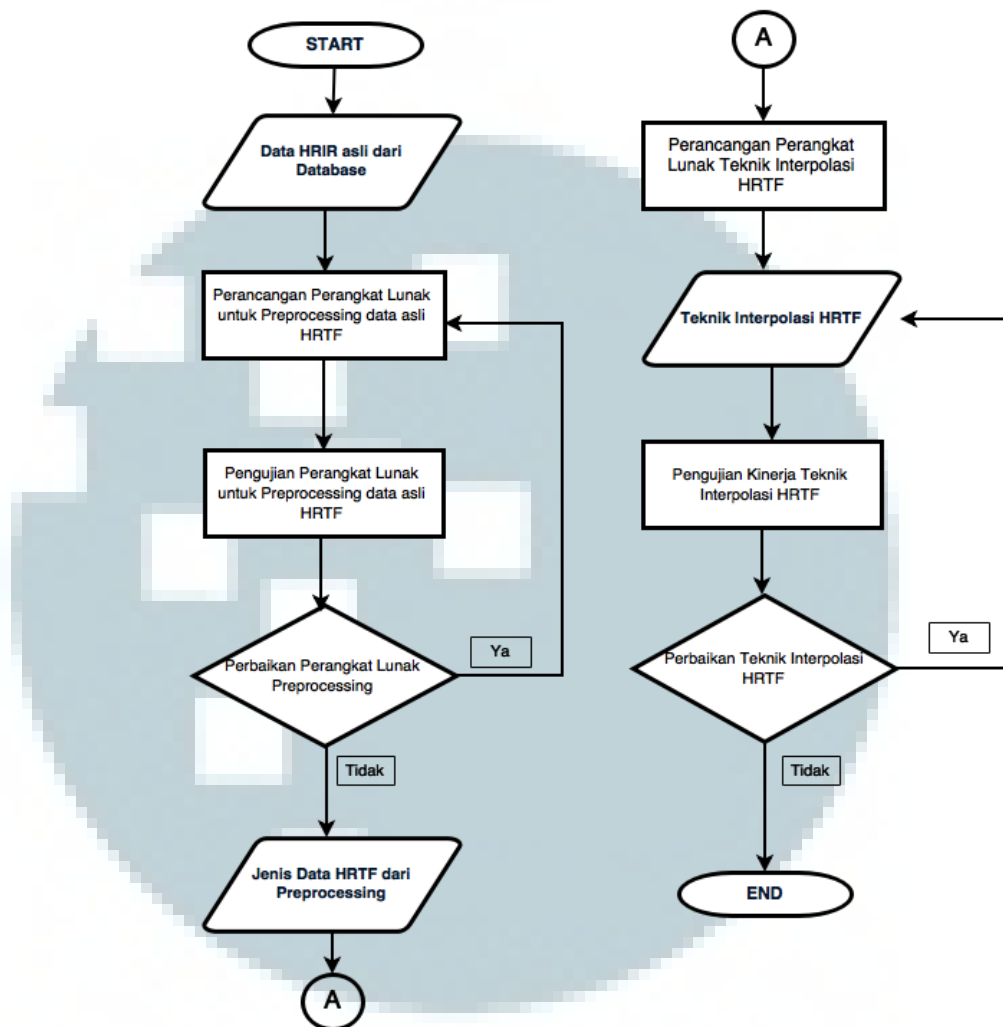 START
Data HRIR asli dari
Database
Perancangan Perangkat Lunak
untuk Preprocessing data asli
HRTF
Pengujian Perangkat Lunak
untuk Preprocessing data asli
HRTF
Perbaikan Perangkat Lunak
Preprocessing
Ya
Tidak
Jenis Data HRTF dari
Preprocessing
A
A
Perancangan Perangkat
Lunak Teknik Interpolasi
HRTF
Teknik Interpolasi HRTF
Pengujian Kinerja Teknik
Interpolasi HRTF
Perbaikan Teknik Interpolasi
HRTF
Ya
Tidak
END